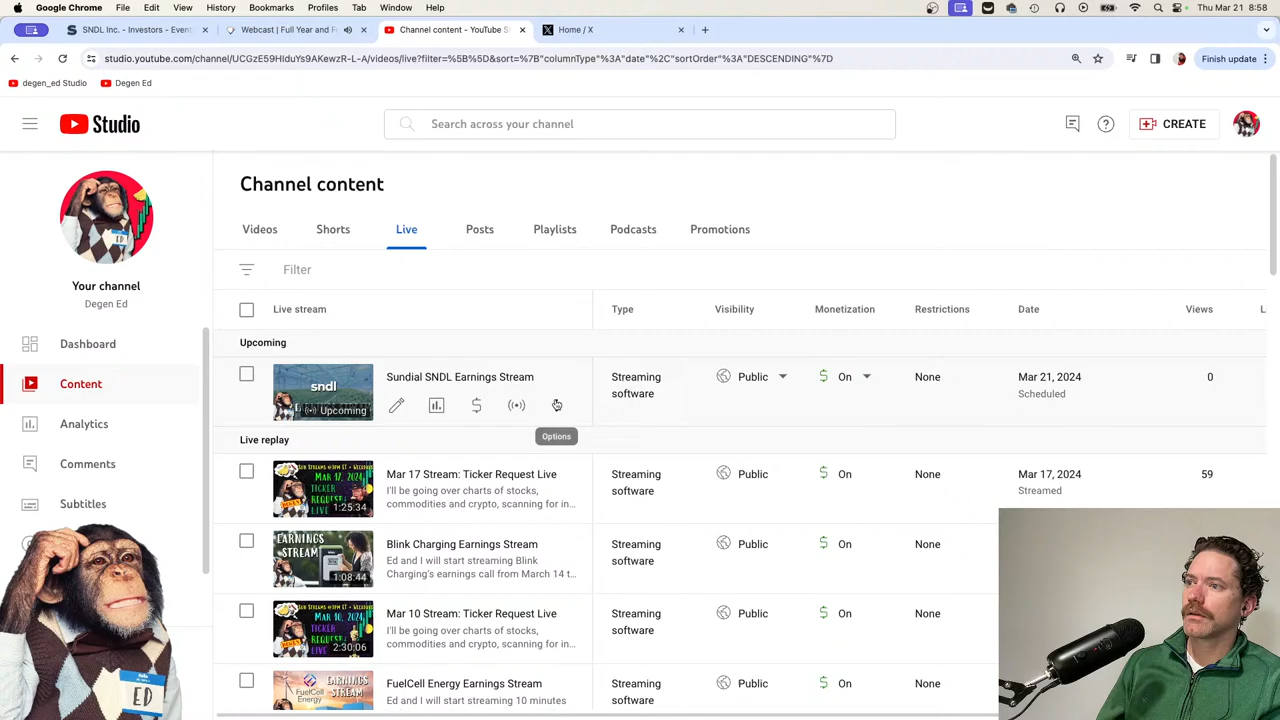 Google Chrome File Edit View History Bookmarks Profiles Tab Window Help Thu Mar 21 8:58
SNDL Inc. - Investors - Event Webcast | Full Year and F Channel content - YouTube S Home / X
studio.youtube.com/channel/UCGzE59HIduYs9AKewzR-L-A/videos/live?filter=%5B%5D&sort=%7B"columnType"%3A"date"%2C"sortOrder"%3A"DESCENDING"%7D
Finish update
degen_ed Studio Degen Ed
Studio
Search across your channel
CREATE
Your channel
Degen Ed
Dashboard
Content
Analytics
Comments
Subtitles
ED
Channel content
Videos Shorts Live Posts Playlists Podcasts Promotions
Filter
Live stream Type Visibility Monetization Restrictions Date Views
Upcoming
sndl
Upcoming
Sundial SNDL Earnings Stream
Streaming
software
Public
On
None
Mar 21, 2024
Scheduled
0
Options
Live replay
MAR 17, 2024
TICKER
REQUEST
LIVE
1:25:34
Mar 17 Stream: Ticker Request Live
I'll be going over charts of stocks,
commodities and crypto, scanning for in...
Streaming
software
Public
On
None
Mar 17, 2024
Streamed
59
EARNINGS
STREAM
1:08:44
Blink Charging Earnings Stream
Ed and I will start streaming Blink
Charging's earnings call from March 14 t...
Streaming
software
Public
On
None
MAR 10, 2024
TICKER
REQUEST
LIVE
2:30:06
Mar 10 Stream: Ticker Request Live
I'll be going over charts of stocks,
commodities and crypto, scanning for in...
Streaming
software
Public
On
None
FuelCell
Energy
EARNINGS
STREAM
FuelCell Energy Earnings Stream
Ed and I will start streaming 10 minutes
Streaming
software
Public
On
None